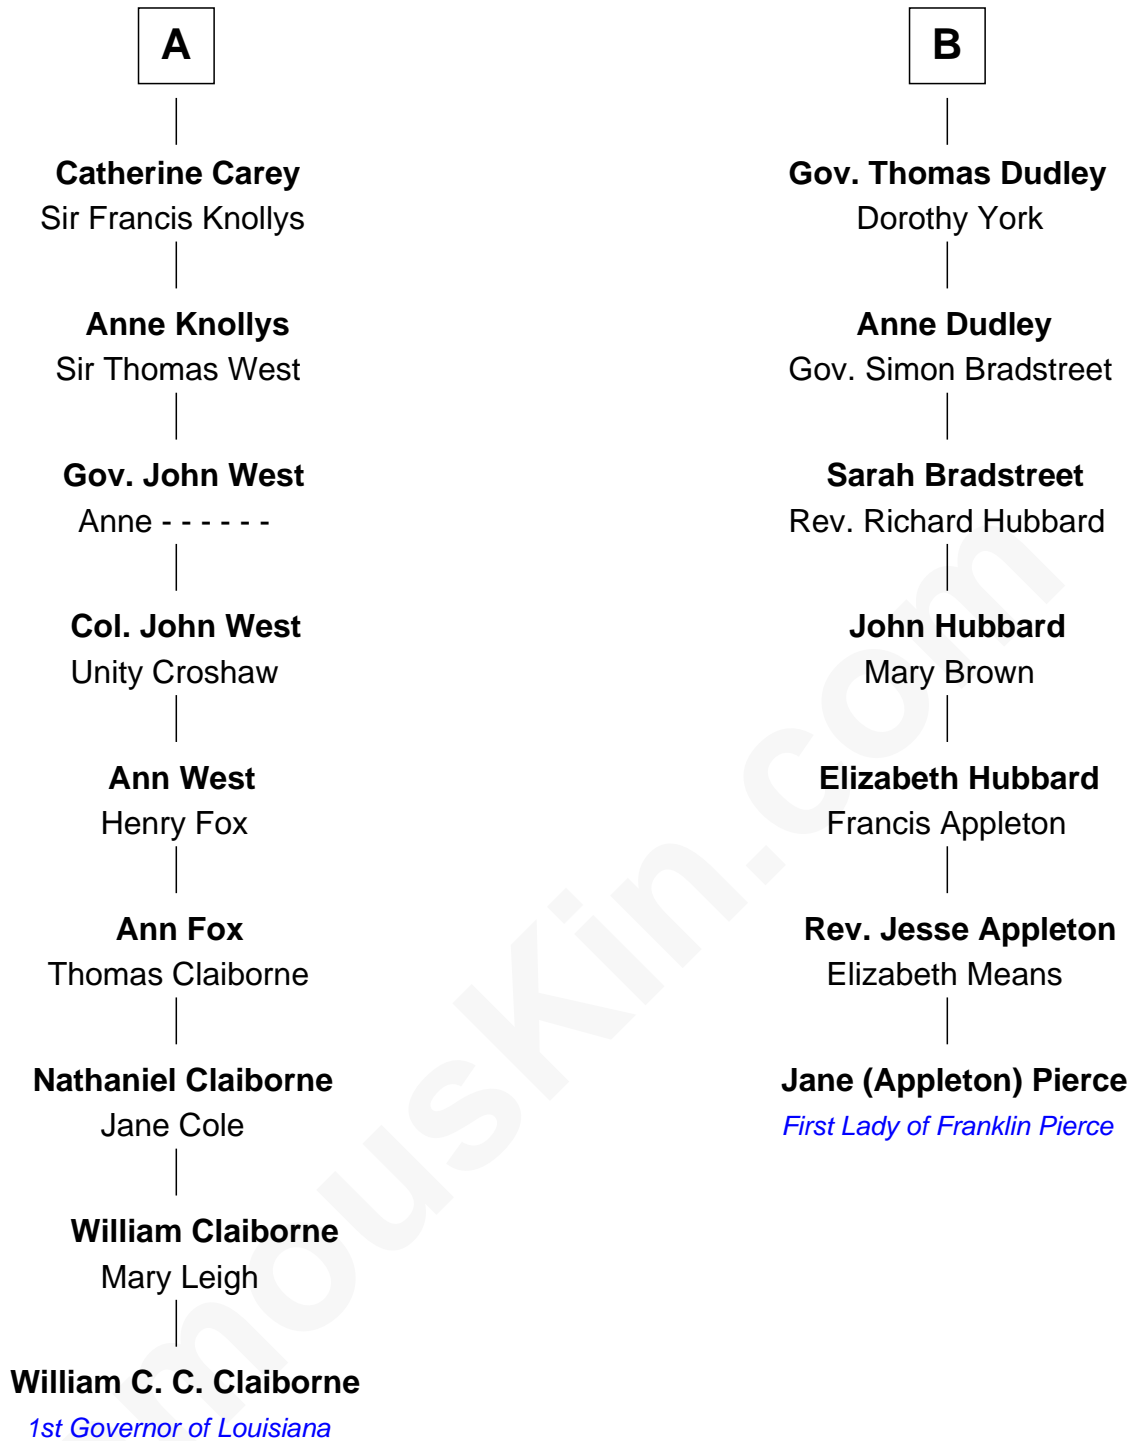 A
Catherine Carey
Sir Francis Knollys
Anne Knollys
Sir Thomas West
Gov. John West
Anne - - - - - -
Col. John West
Unity Croshaw
Ann West
Henry Fox
Ann Fox
Thomas Claiborne
Nathaniel Claiborne
Jane Cole
William Claiborne
Mary Leigh
William C. C. Claiborne
1st Governor of Louisiana
B
Gov. Thomas Dudley
Dorothy York
Anne Dudley
Gov. Simon Bradstreet
Sarah Bradstreet
Rev. Richard Hubbard
John Hubbard
Mary Brown
Elizabeth Hubbard
Francis Appleton
Rev. Jesse Appleton
Elizabeth Means
Jane (Appleton) Pierce
First Lady of Franklin Pierce
mousKin.com